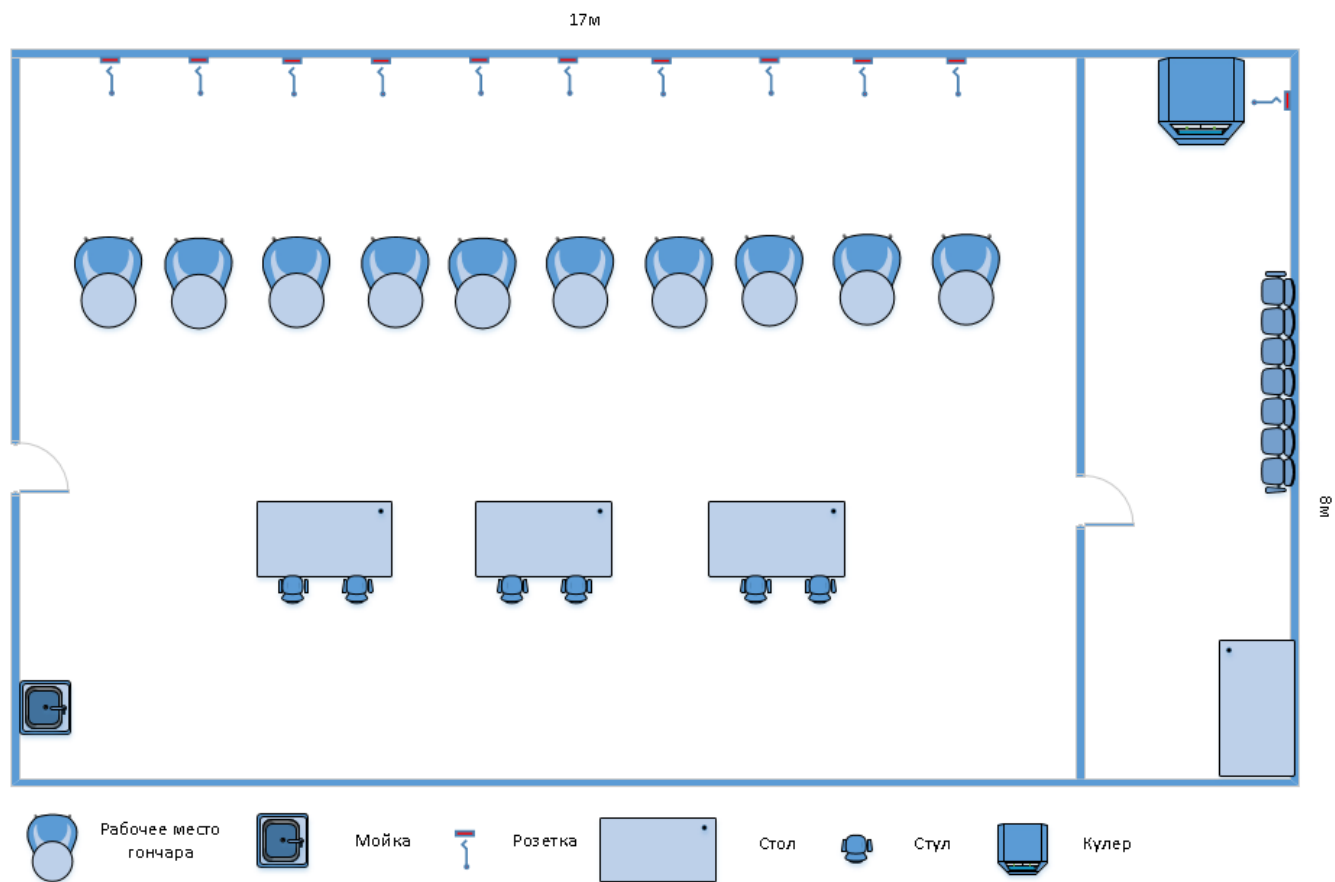 17м
8м
Рабочее место
гончара
Мойка
Розетка
Стол
Стул
Кулер